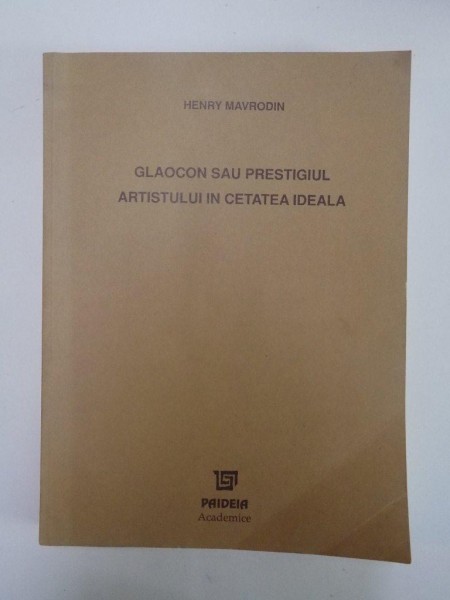 HENRY MAVRODIN
GLAOCON SAU PRESTIGIUL
ARTISTULUI IN CETATEA IDEALA
PAIDEIA
Academice